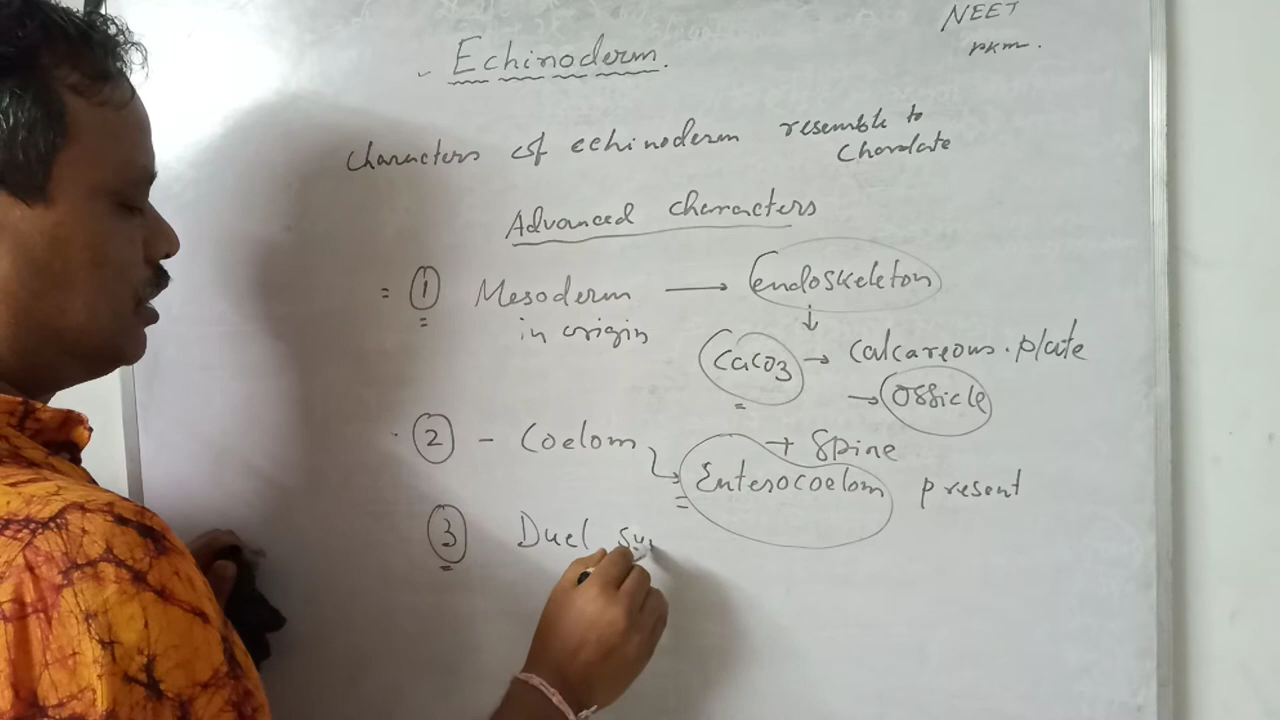 NEET
pkm.
Echinoderm.
characters of echinoderm resemble to
Chordate
Advanced characters
= ① Mesoderm → Endoskeleton
in origin
↓
CaCO3 → Calcareous plate
→ Ossicle
② - Coelom → Spine
Enterocoelom present
③ Duel